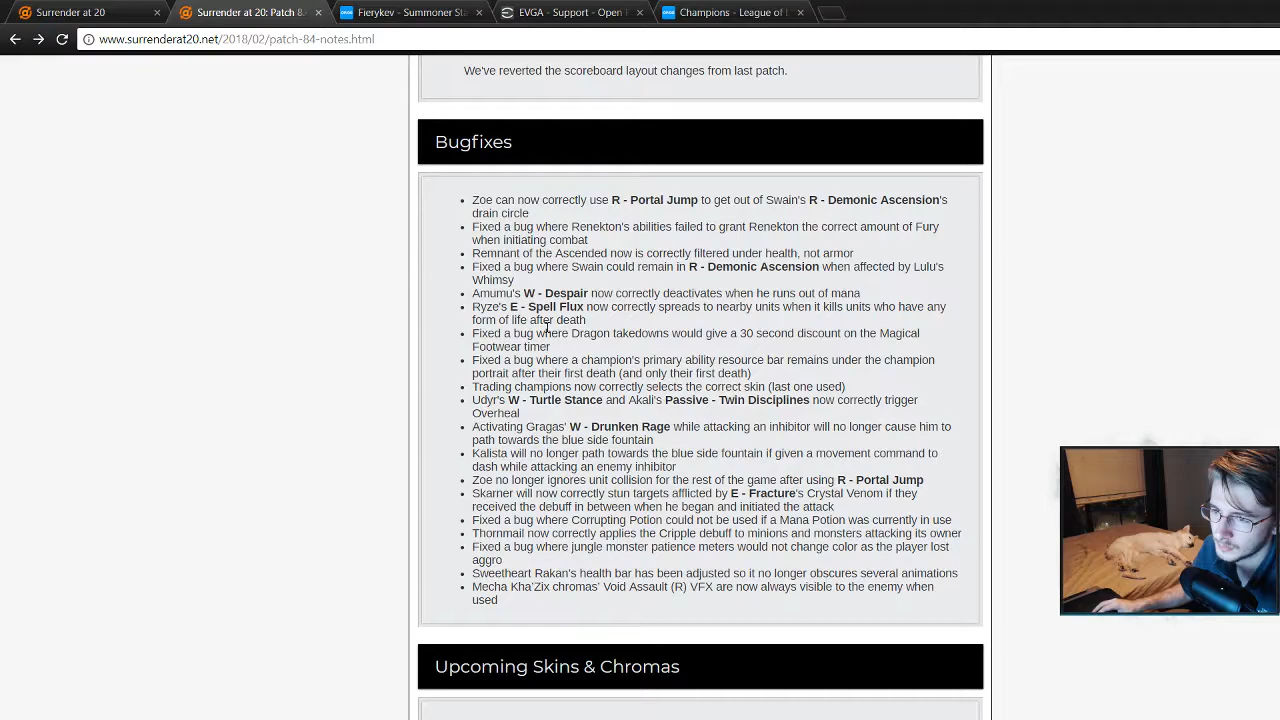 Surrender at 20
Surrender at 20: Patch 8.
Fierykev - Summoner Sta
EVGA - Support - Open
Champions - League of L
www.surrenderat20.net/2018/02/patch-84-notes.html
We've reverted the scoreboard layout changes from last patch.
Bugfixes
Zoe can now correctly use R - Portal Jump to get out of Swain's R - Demonic Ascension's
drain circle
Fixed a bug where Renekton's abilities failed to grant Renekton the correct amount of Fury
when initiating combat
Remnant of the Ascended now is correctly filtered under health, not armor
Fixed a bug where Swain could remain in R - Demonic Ascension when affected by Lulu's
Whimsy
Amumu's W - Despair now correctly deactivates when he runs out of mana
Ryze's E - Spell Flux now correctly spreads to nearby units when it kills units who have any
form of life after death
Fixed a bug where Dragon takedowns would give a 30 second discount on the Magical
Footwear timer
Fixed a bug where a champion's primary ability resource bar remains under the champion
portrait after their first death (and only their first death)
Trading champions now correctly selects the correct skin (last one used)
Udyr's W - Turtle Stance and Akali's Passive - Twin Disciplines now correctly trigger
Overheal
Activating Gragas' W - Drunken Rage while attacking an inhibitor will no longer cause him to
path towards the blue side fountain
Kalista will no longer path towards the blue side fountain if given a movement command to
dash while attacking an enemy inhibitor
Zoe no longer ignores unit collision for the rest of the game after using R - Portal Jump
Skarner will now correctly stun targets afflicted by E - Fracture's Crystal Venom if they
received the debuff in between when he began and initiated the attack
Fixed a bug where Corrupting Potion could not be used if a Mana Potion was currently in use
Thornmail now correctly applies the Cripple debuff to minions and monsters attacking its owner
Fixed a bug where jungle monster patience meters would not change color as the player lost
aggro
Sweetheart Rakan's health bar has been adjusted so it no longer obscures several animations
Mecha Kha'Zix chromas' Void Assault (R) VFX are now always visible to the enemy when
used
Upcoming Skins & Chromas